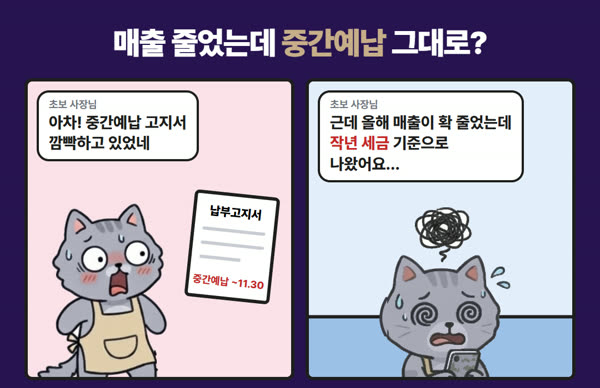 매출 줄었는데 중간예납 그대로?
초보 사장님
아차! 중간예납 고지서
깜빡하고 있었네
납부고지서
중간예납 ~11.30
초보 사장님
근데 올해 매출이 확 줄었는데
작년 세금 기준으로
나왔어요...